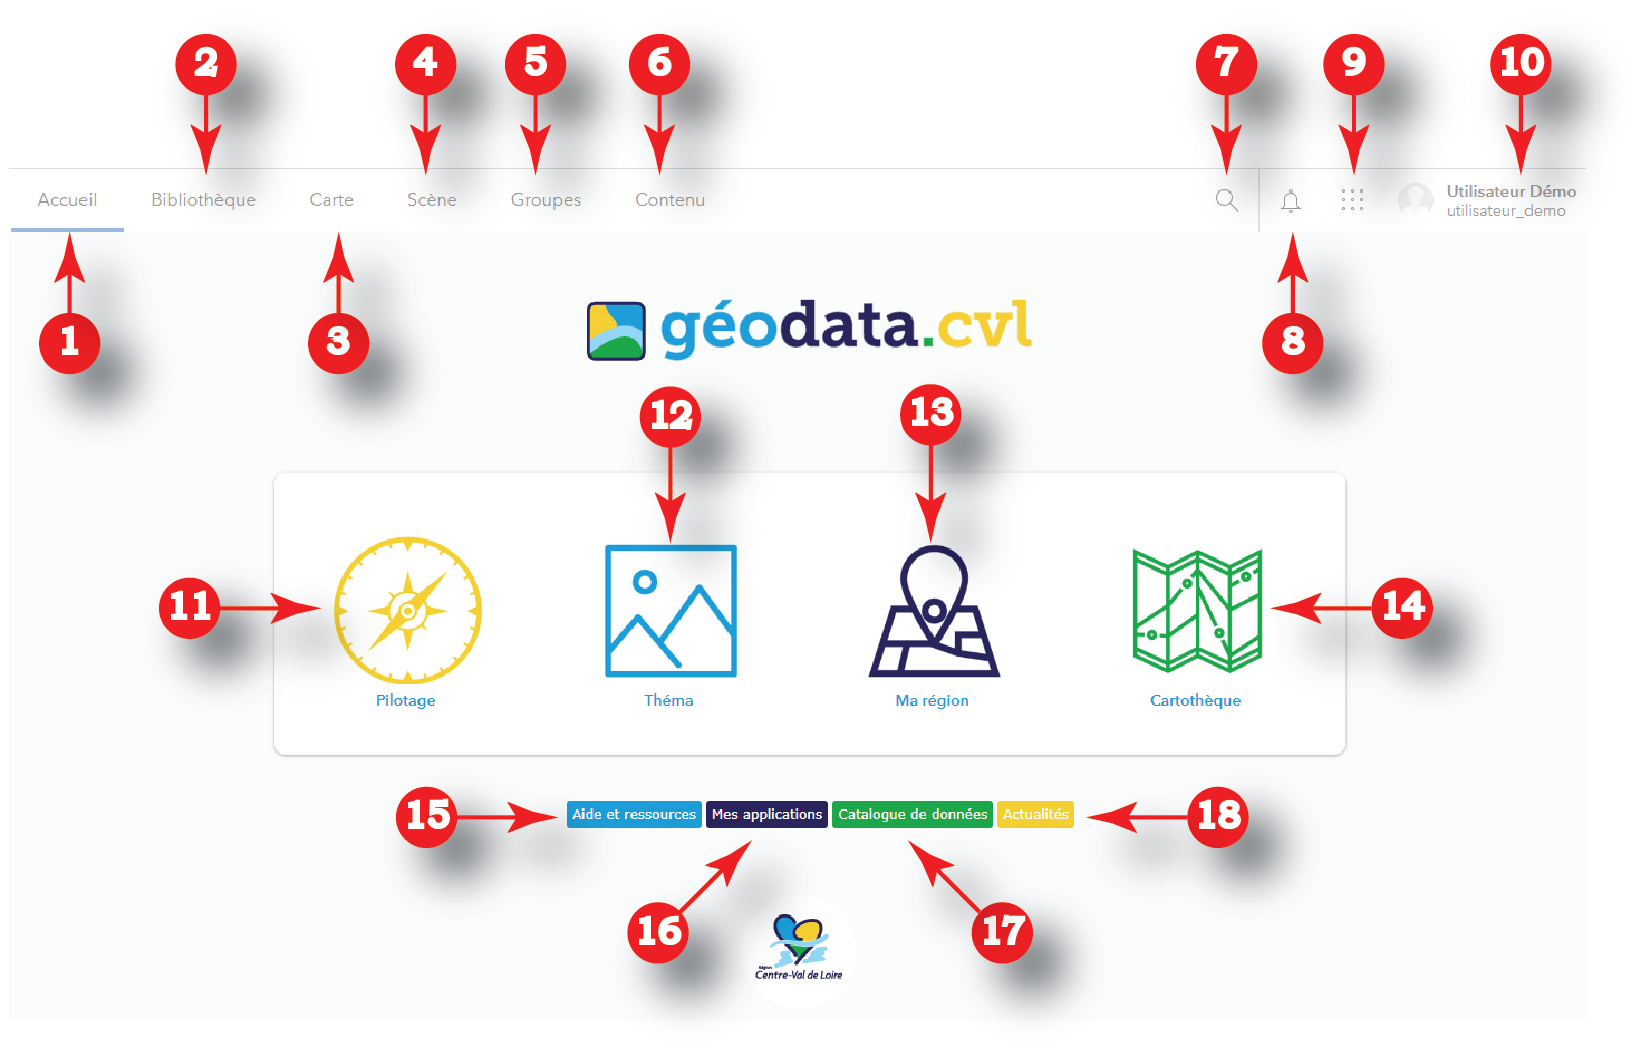 2
4
5
6
7
9
10
Accueil
Bibliothèque
Carte
Scène
Groupes
Contenu
Utilisateur Démo
utilisateur_demo
1
3
8
géodata.cvl
12
13
11
14
Pilotage
Théma
Ma région
Cartothèque
15
Aide et ressources
Mes applications
Catalogue de données
Actualités
18
16
17
Région
Centre-Val de Loire